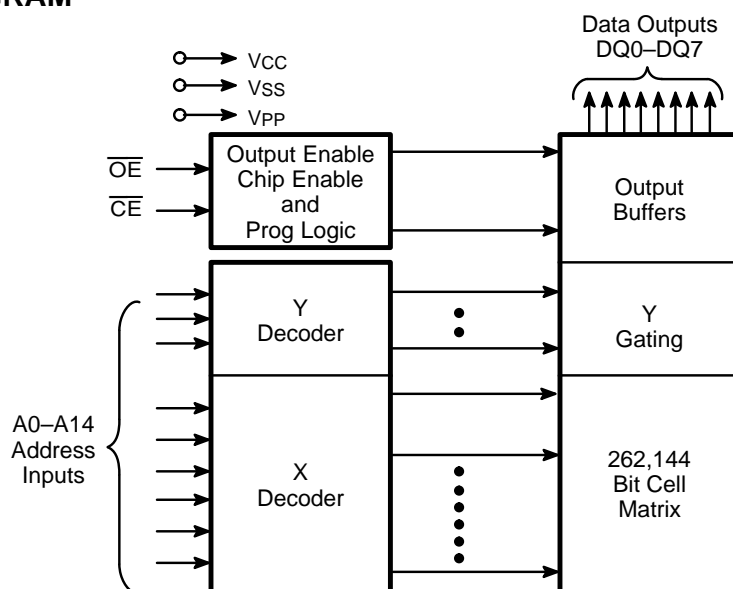 Data Outputs
DQ0–DQ7
VCC
VSS
VPP
OE
CE
Output Enable
Chip Enable
and
Prog Logic
Output
Buffers
Y
Decoder
Y
Gating
A0–A14
Address
Inputs
X
Decoder
262,144
Bit Cell
Matrix